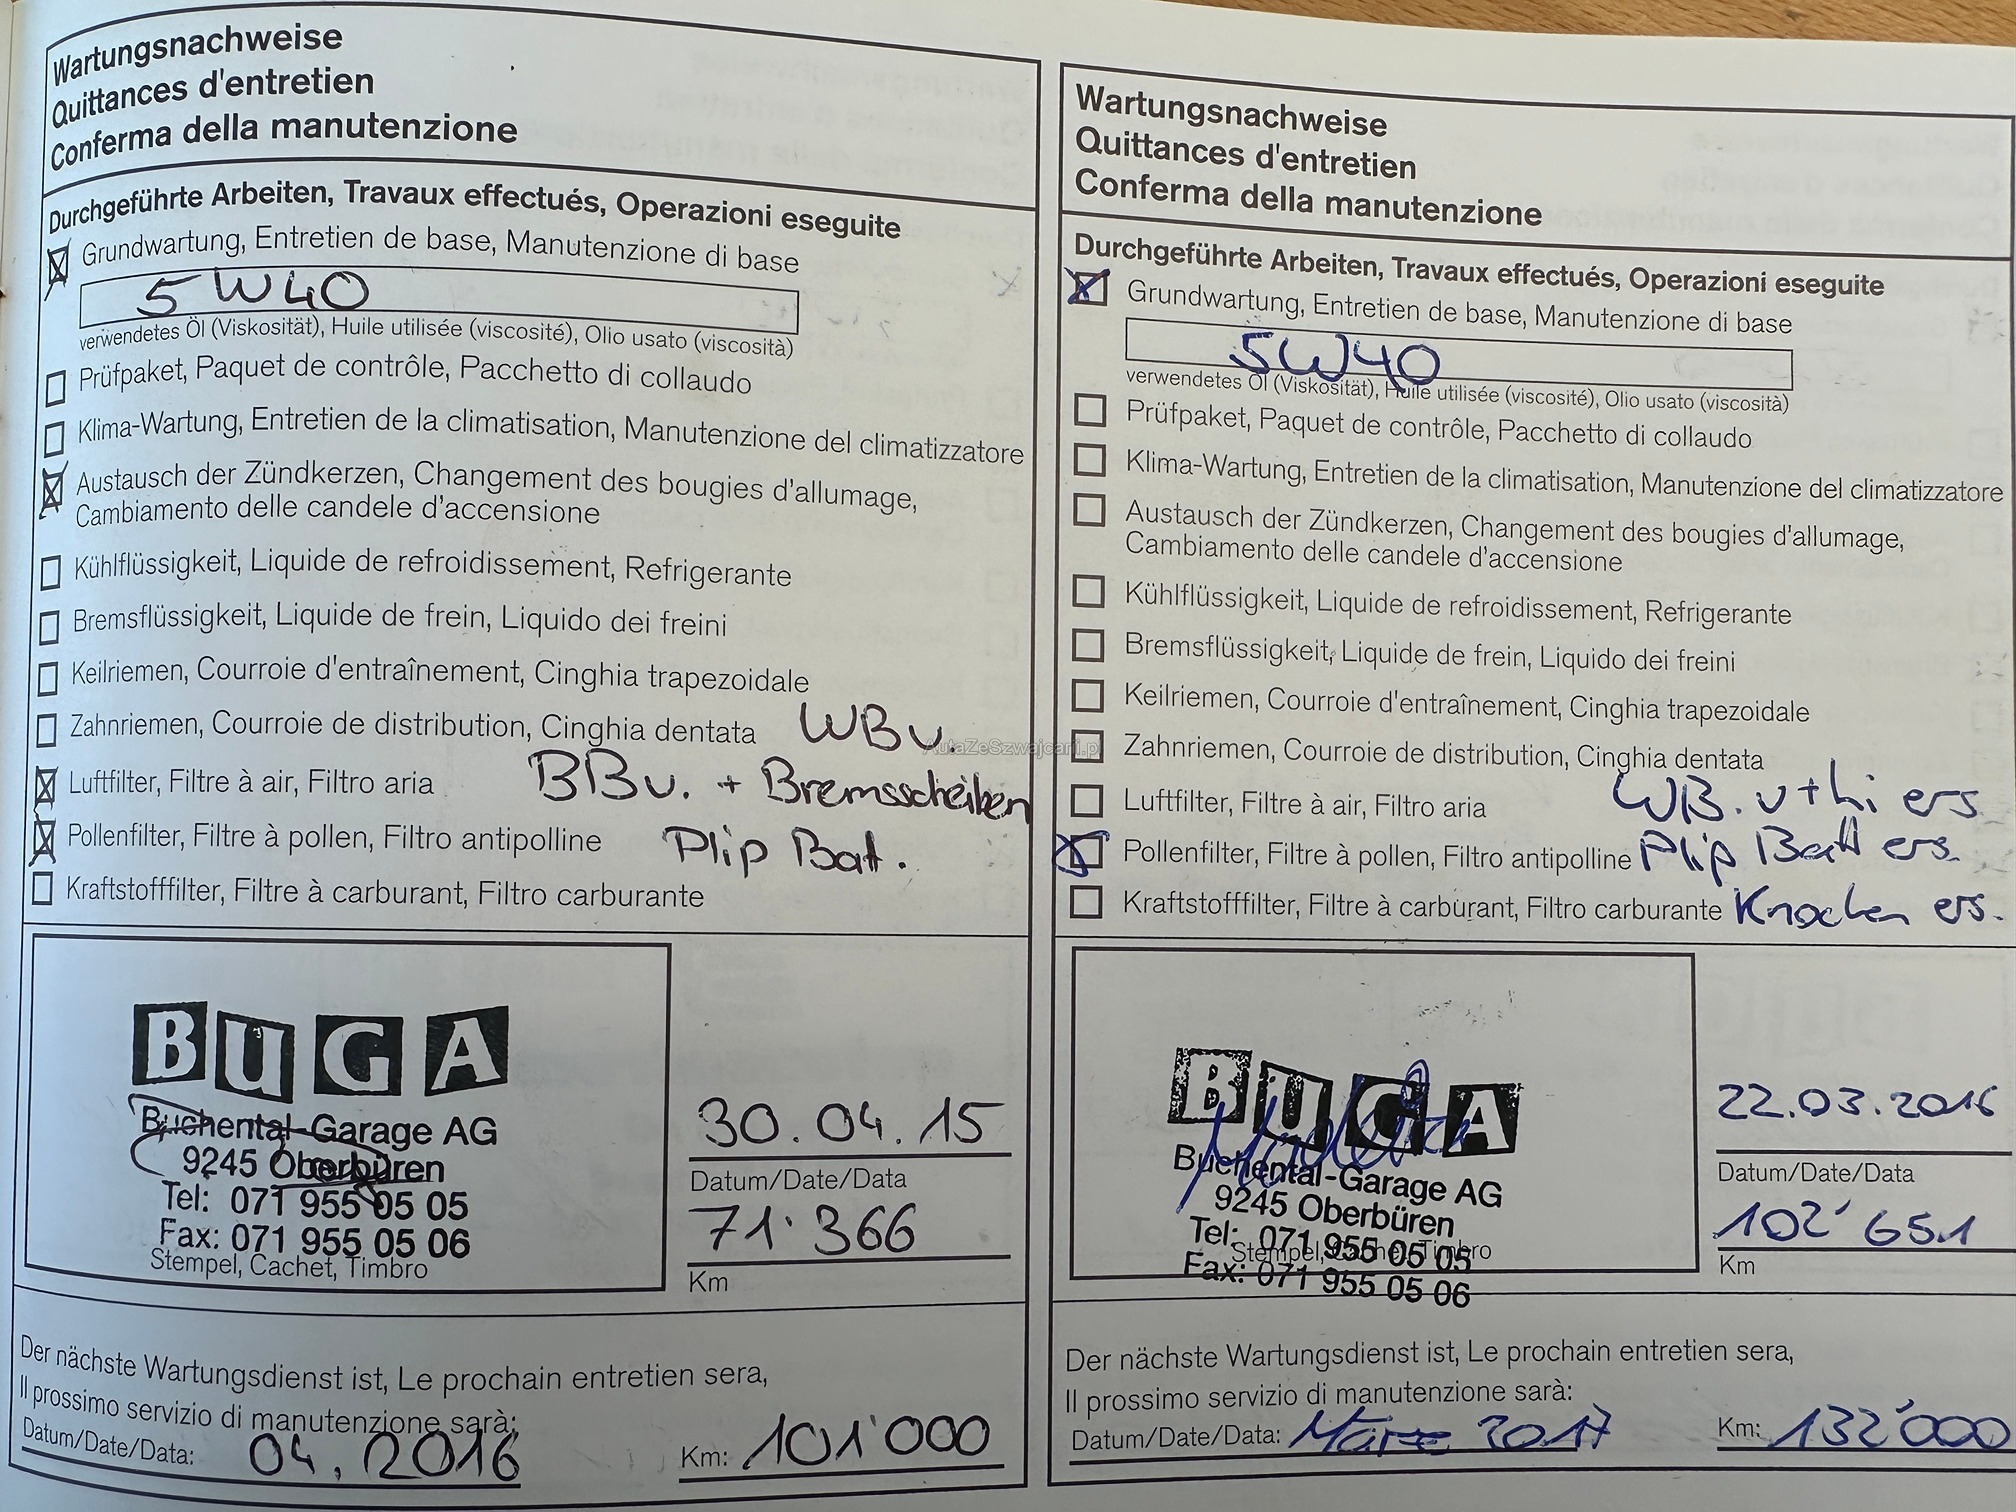 Wartungsnachweise
Quittances d'entretien
Conferma della manutenzione
Durchgeführte Arbeiten, Travaux effectués, Operazioni eseguite
Grundwartung, Entretien de base, Manutenzione di base
5W40
verwendetes Öl (Viskosität), Huile utilisée (viscosité), Olio usato (viscosità)
Prüfpaket, Paquet de contrôle, Pacchetto di collaudo
Klima-Wartung, Entretien de la climatisation, Manutenzione del climatizzatore
Austausch der Zündkerzen, Changement des bougies d'allumage,
Cambiamento delle candele d'accensione
Kühlflüssigkeit, Liquide de refroidissement, Refrigerante
Bremsflüssigkeit, Liquide de frein, Liquido dei freini
Keilriemen, Courroie d'entraînement, Cinghia trapezoidale
Zahnriemen, Courroie de distribution, Cinghia dentata WBv.
Luftfilter, Filtre à air, Filtro aria BBv. + Bremsscheiben
Pollenfilter, Filtre à pollen, Filtro antipolline Plip Bat.
Kraftstofffilter, Filtre à carburant, Filtro carburante
BUGA
Buchental-Garage AG
9245 Oberbüren
Tel: 071 955 05 05
Fax: 071 955 05 06
Stempel, Cachet, Timbro
30.04.15
Datum/Date/Data
71'366
Km
Der nächste Wartungsdienst ist, Le prochain entretien sera,
Il prossimo servizio di manutenzione sarà:
Datum/Date/Data: 04.2016 Km: 101'000
Wartungsnachweise
Quittances d'entretien
Conferma della manutenzione
Durchgeführte Arbeiten, Travaux effectués, Operazioni eseguite
Grundwartung, Entretien de base, Manutenzione di base
5W40
verwendetes Öl (Viskosität), Huile utilisée (viscosité), Olio usato (viscosità)
Prüfpaket, Paquet de contrôle, Pacchetto di collaudo
Klima-Wartung, Entretien de la climatisation, Manutenzione del climatizzatore
Austausch der Zündkerzen, Changement des bougies d'allumage,
Cambiamento delle candele d'accensione
Kühlflüssigkeit, Liquide de refroidissement, Refrigerante
Bremsflüssigkeit, Liquide de frein, Liquido dei freini
Keilriemen, Courroie d'entraînement, Cinghia trapezoidale
Zahnriemen, Courroie de distribution, Cinghia dentata
Luftfilter, Filtre à air, Filtro aria WB. v+hi ers
Pollenfilter, Filtre à pollen, Filtro antipolline Plip Batt ers.
Kraftstofffilter, Filtre à carburant, Filtro carburante Knochen ers.
BUGA
Buchental-Garage AG
9245 Oberbüren
Tel: 071 955 05 05
Stempel, Cachet, Timbro
Fax: 071 955 05 06
22.03.2016
Datum/Date/Data
102'651
Km
Der nächste Wartungsdienst ist, Le prochain entretien sera,
Il prossimo servizio di manutenzione sarà:
Datum/Date/Data: März 2017 Km: 132'000
AutaZeSzwajcarii.pl